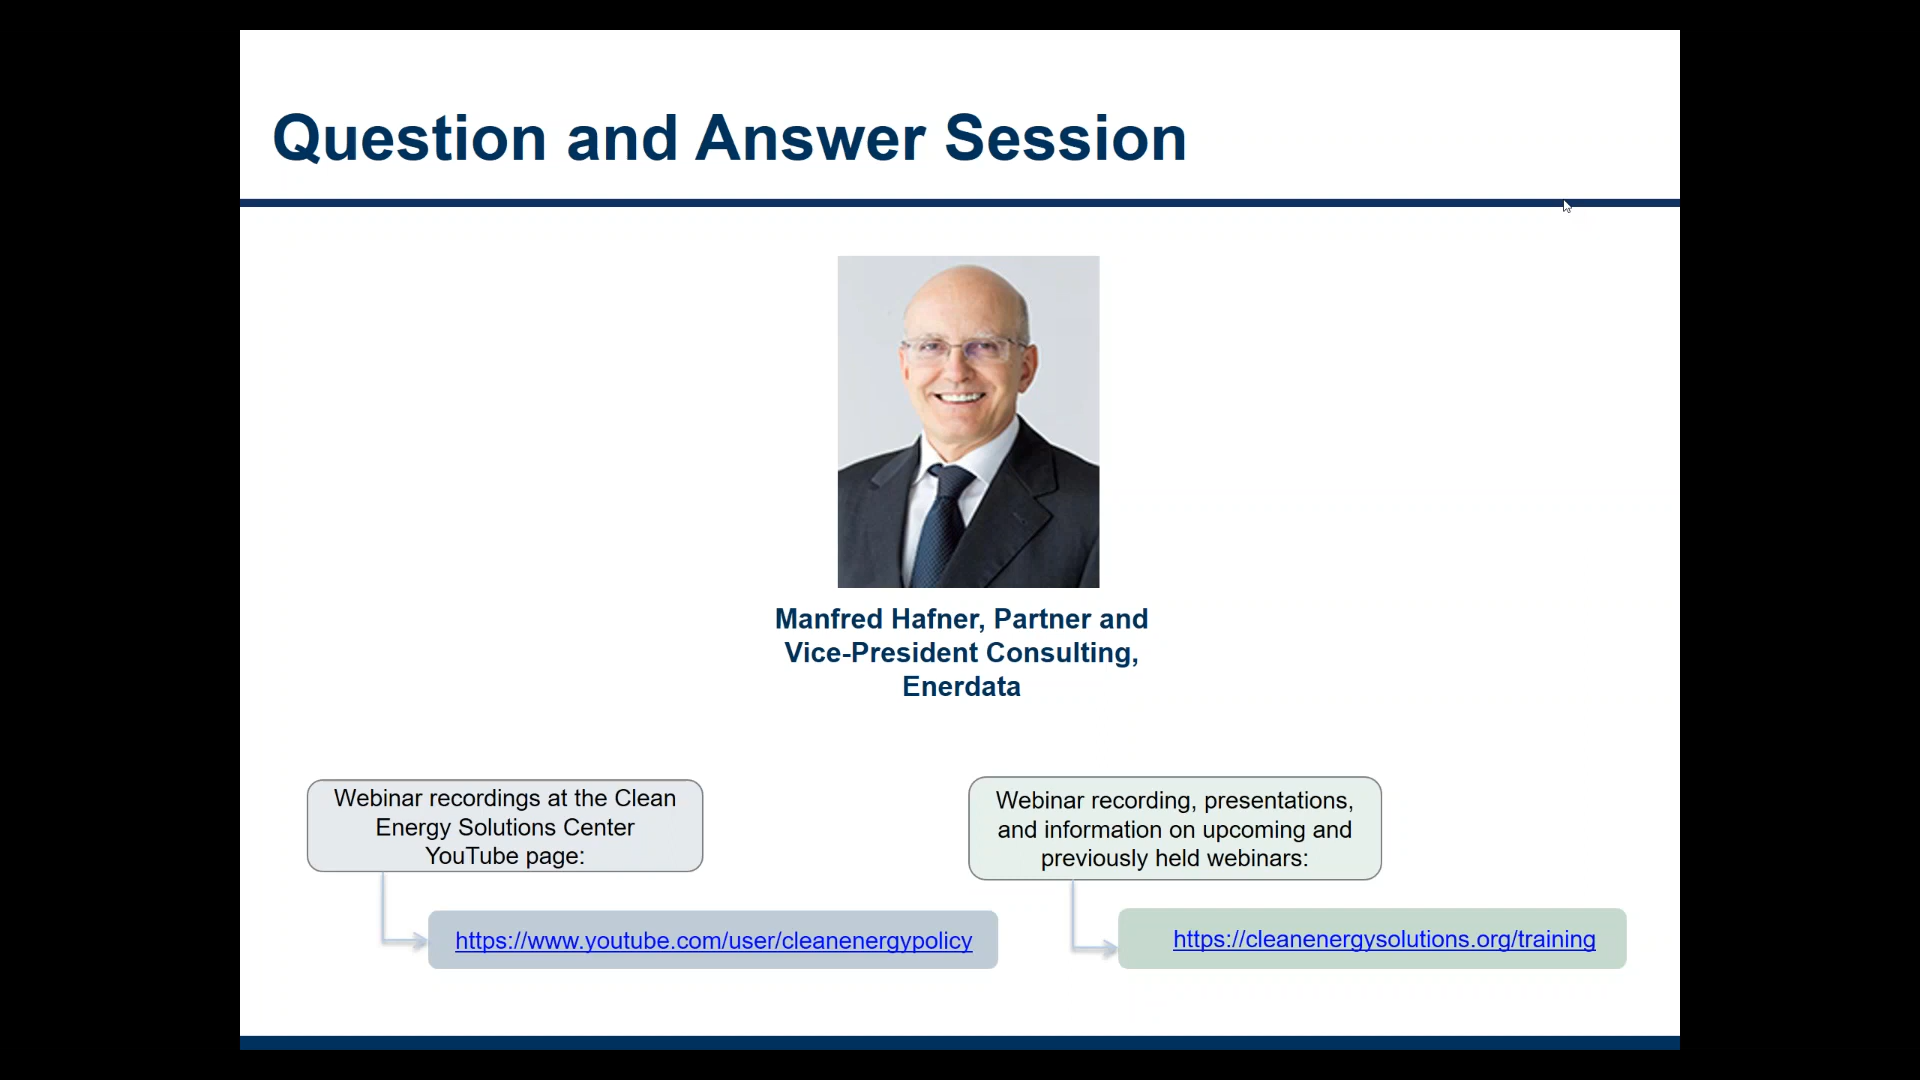 Question and Answer Session
Manfred Hafner, Partner and
Vice-President Consulting,
Enerdata
Webinar recordings at the Clean
Energy Solutions Center
YouTube page:
https://www.youtube.com/user/cleanenergypolicy
Webinar recording, presentations,
and information on upcoming and
previously held webinars:
https://cleanenergysolutions.org/training